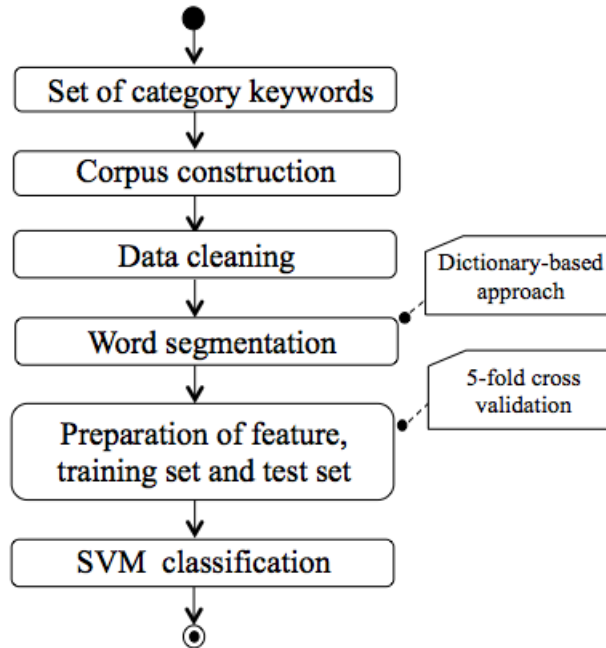 Set of category keywords
Corpus construction
Data cleaning
Dictionary-based
approach
Word segmentation
5-fold cross
validation
Preparation of feature,
training set and test set
SVM classification